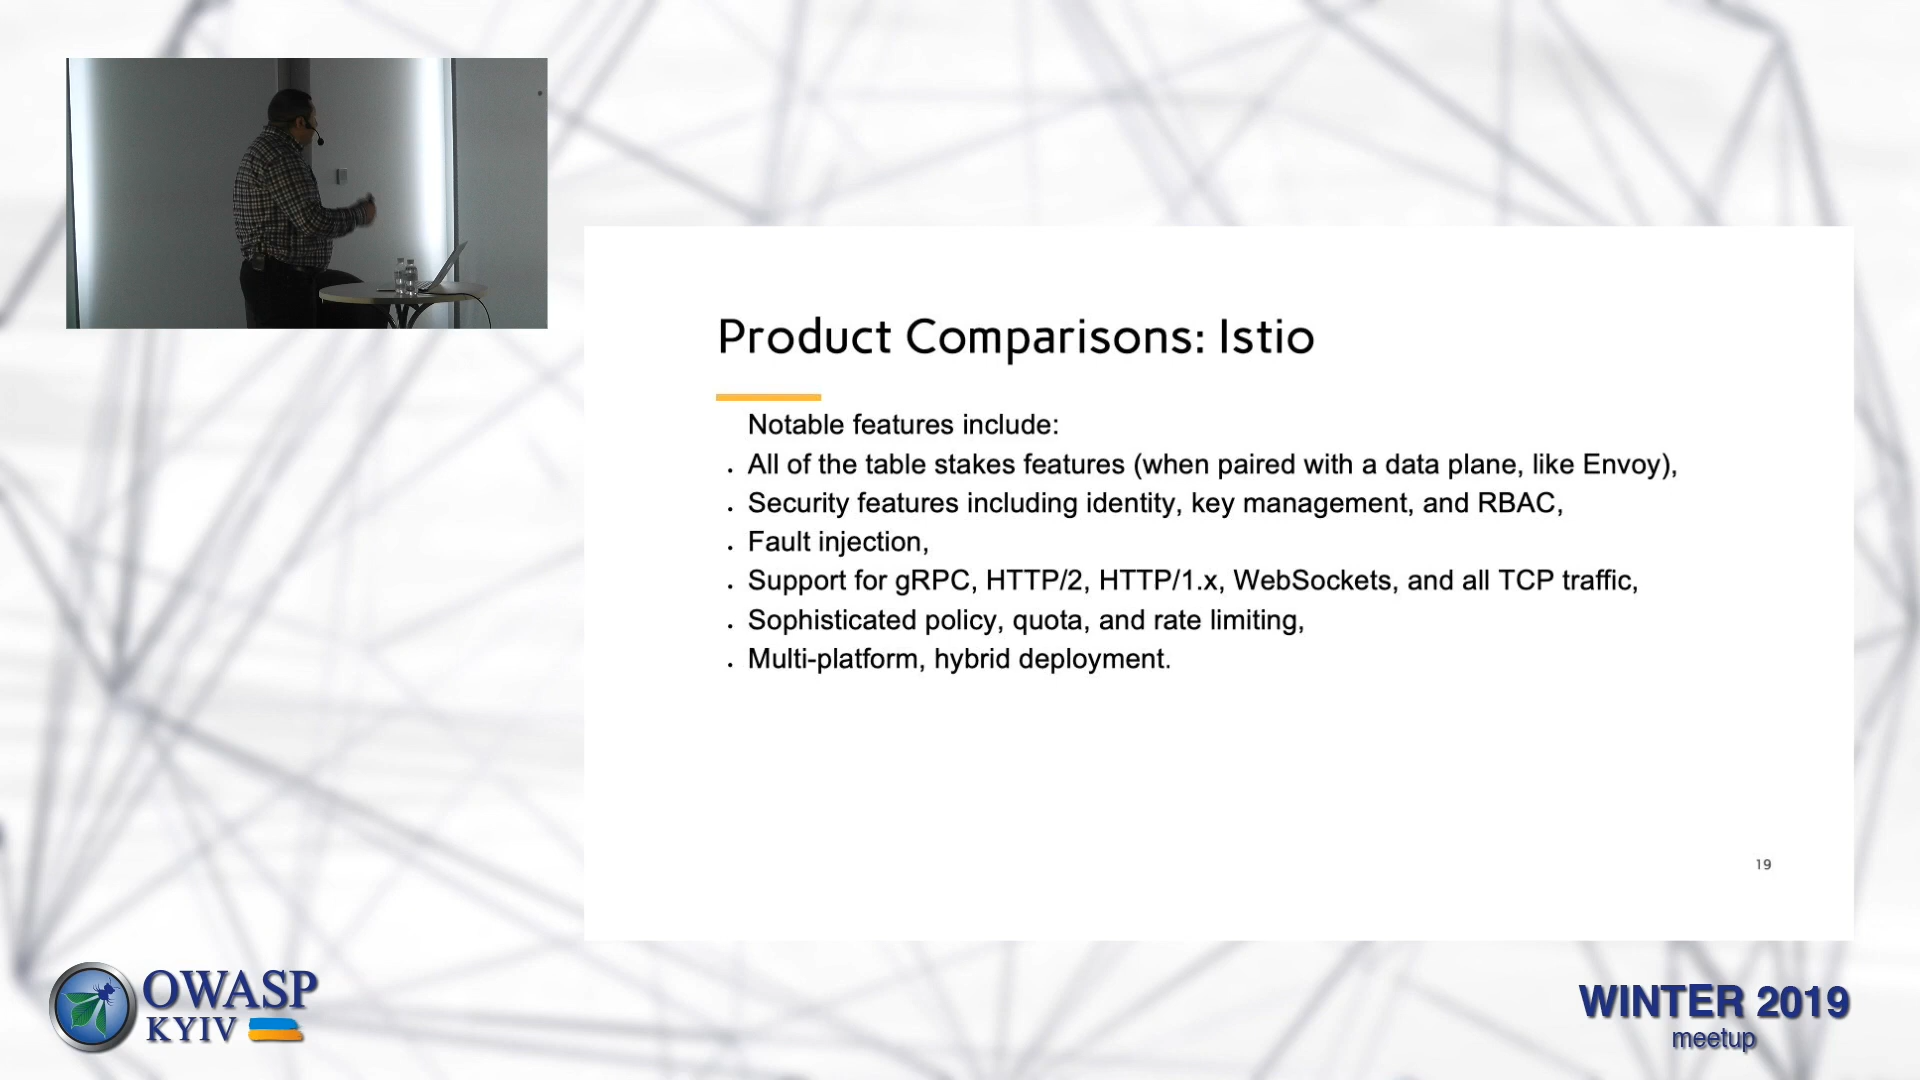 Product Comparisons: Istio
Notable features include:
. All of the table stakes features (when paired with a data plane, like Envoy),
. Security features including identity, key management, and RBAC,
. Fault injection,
. Support for gRPC, HTTP/2, HTTP/1.x, WebSockets, and all TCP traffic,
. Sophisticated policy, quota, and rate limiting,
. Multi-platform, hybrid deployment.
19
OWASP
KYIV
WINTER 2019
meetup